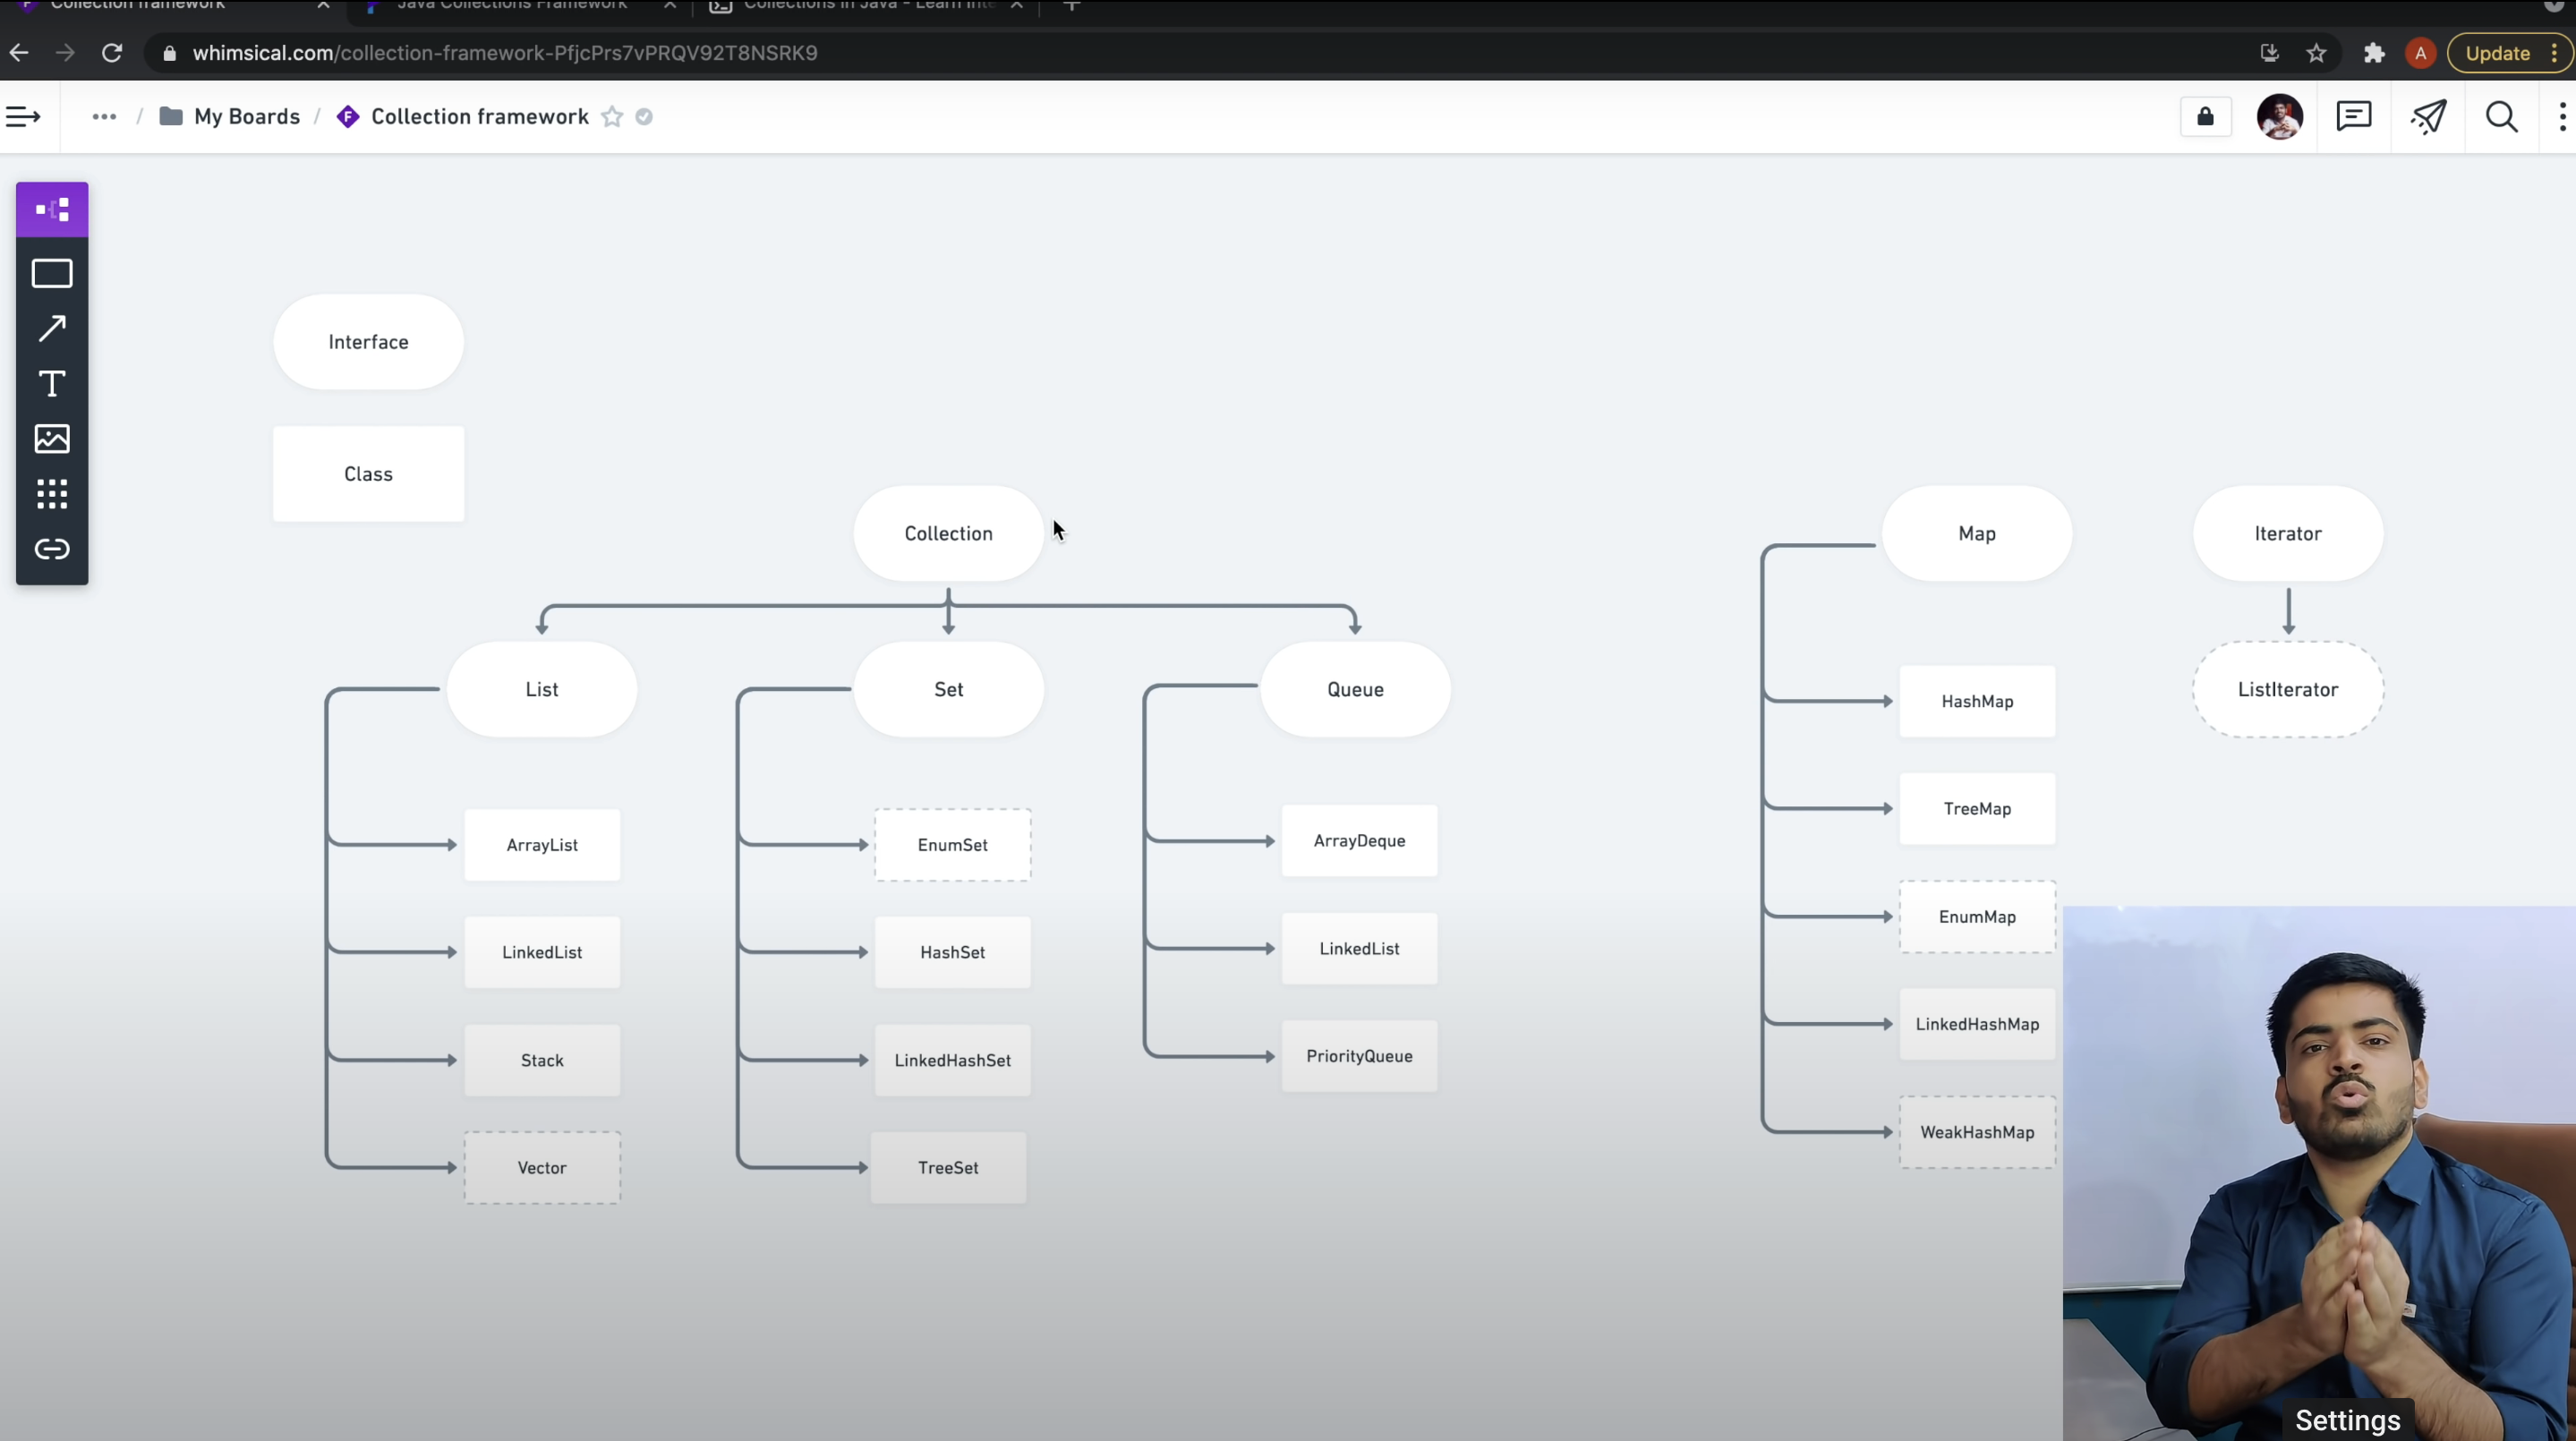 Collection framework
Java Collections Framework
Collections in Java - Learn Inte
whimsical.com/collection-framework-PfjcPrs7vPRQV92T8NSRK9
A
Update
... / My Boards / F Collection framework
T
Interface
Class
Collection
Map
Iterator
List
Set
Queue
ListIterator
HashMap
TreeMap
ArrayList
EnumSet
ArrayDeque
EnumMap
LinkedList
HashSet
LinkedList
LinkedHashMap
Stack
LinkedHashSet
PriorityQueue
WeakHashMap
Vector
TreeSet
Settings